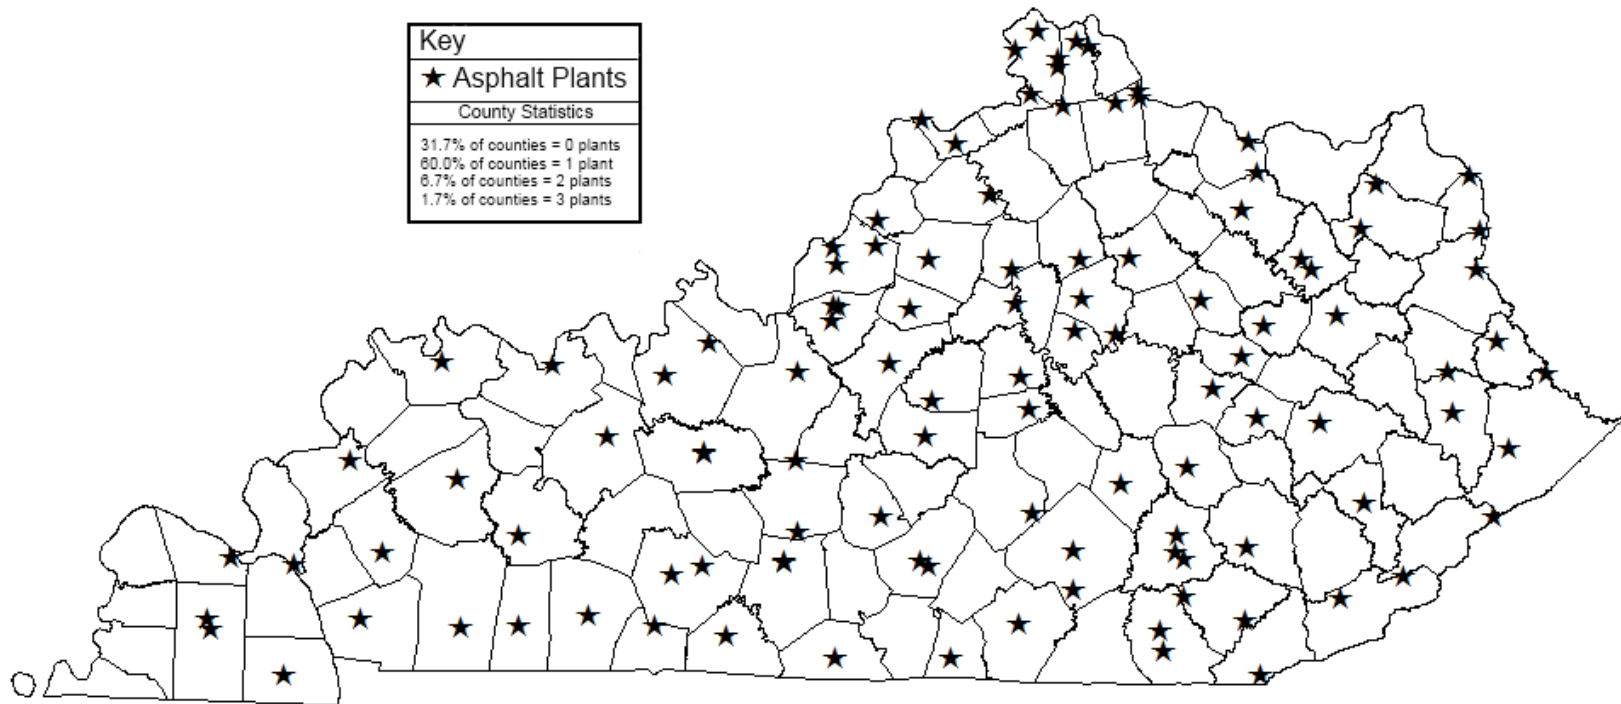 Key
★ Asphalt Plants
County Statistics
31.7% of counties = 0 plants
60.0% of counties = 1 plant
6.7% of counties = 2 plants
1.7% of counties = 3 plants